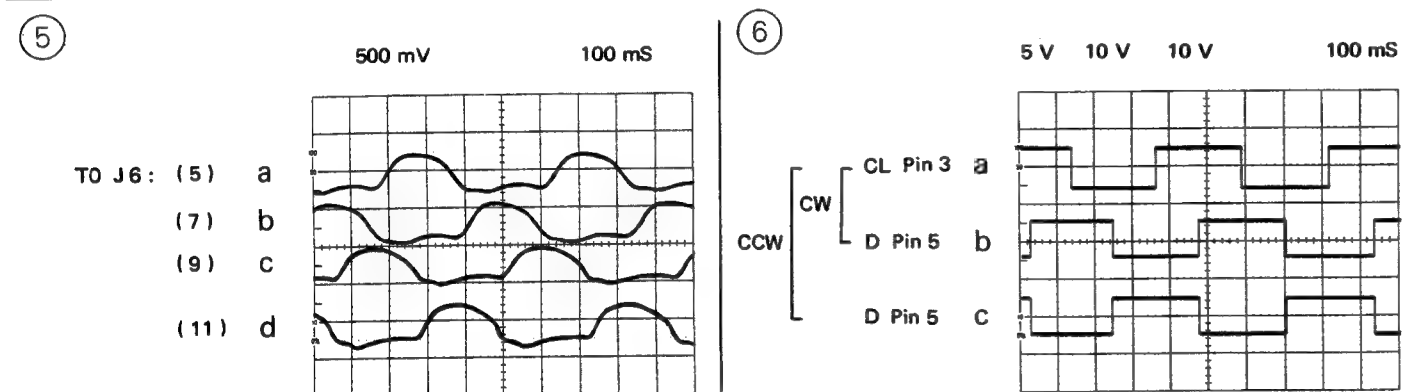 5
500 mV 100 mS
TO J6: (5) a
(7) b
(9) c
(11) d
6
5 V 10 V 10 V 100 mS
CL Pin 3 a
CW
D Pin 5 b
CCW
D Pin 5 c